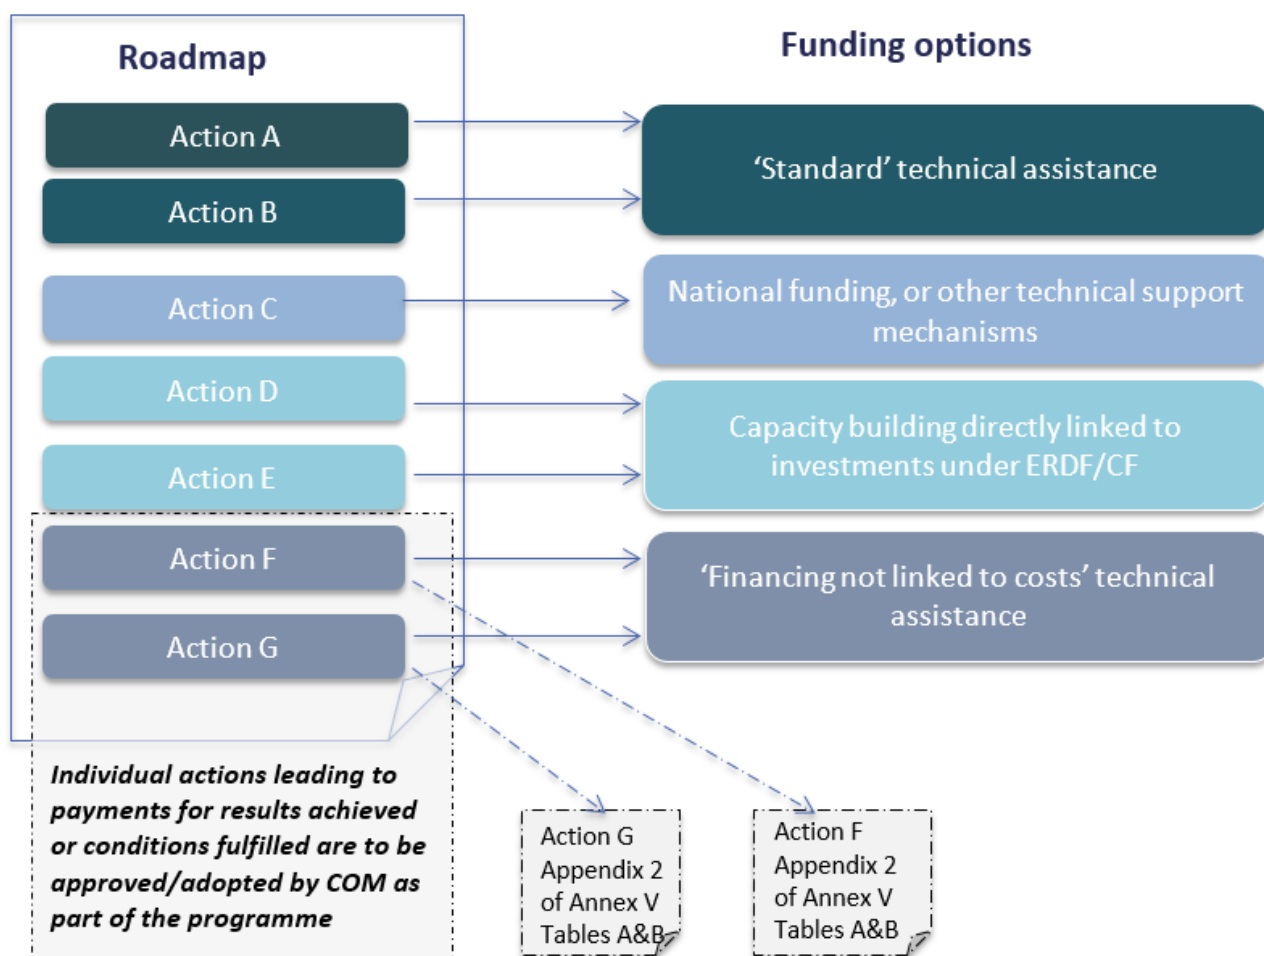 Roadmap
Funding options
Action A
Action B
Action C
Action D
Action E
Action F
Action G
‘Standard’ technical assistance
National funding, or other technical support
mechanisms
Capacity building directly linked to
investments under ERDF/CF
‘Financing not linked to costs’ technical
assistance
Individual actions leading to
payments for results achieved
or conditions fulfilled are to be
approved/adopted by COM as
part of the programme
Action G
Appendix 2
of Annex V
Tables A&B
Action F
Appendix 2
of Annex V
Tables A&B